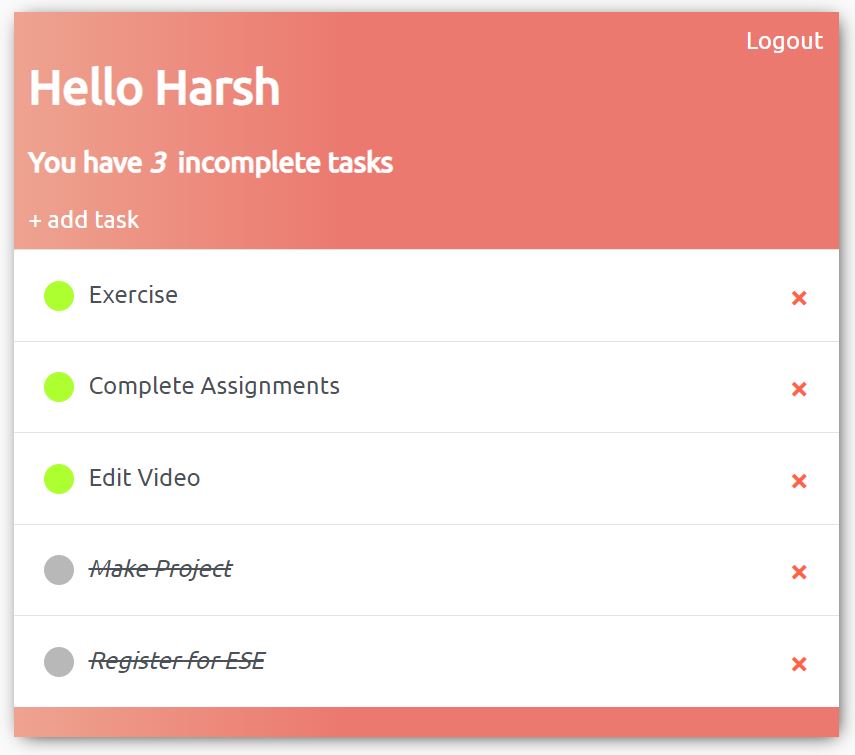 Logout
Hello Harsh
You have 3 incomplete tasks
+ add task
Exercise ×
Complete Assignments ×
Edit Video ×
Make Project ×
Register for ESE ×